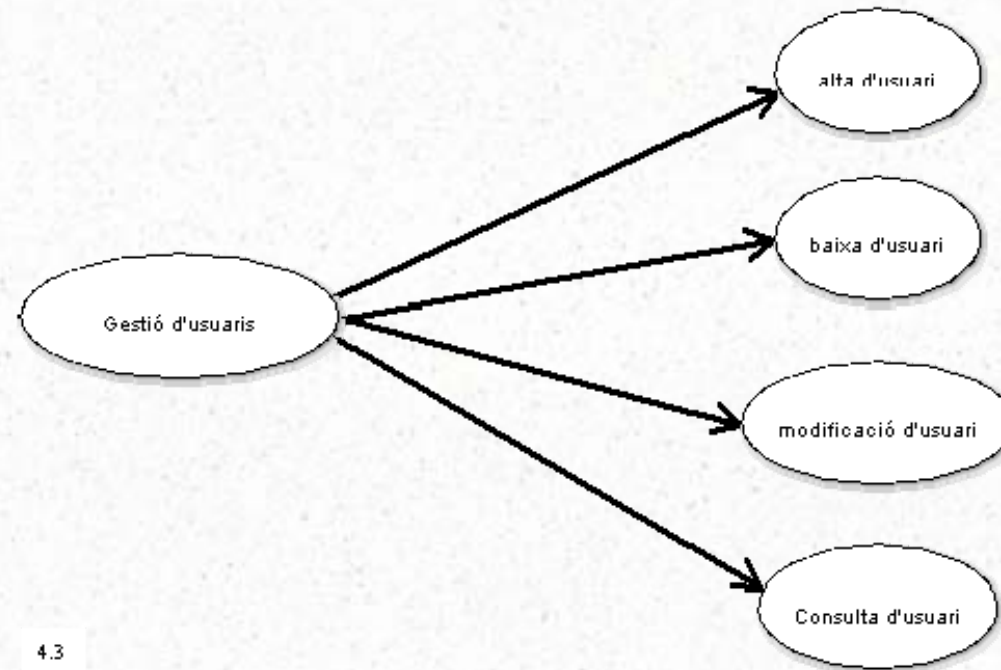 alta d'usuari
baixa d'usuari
Gestió d'usuaris
modificació d'usuari
Consulta d'usuari
4.3